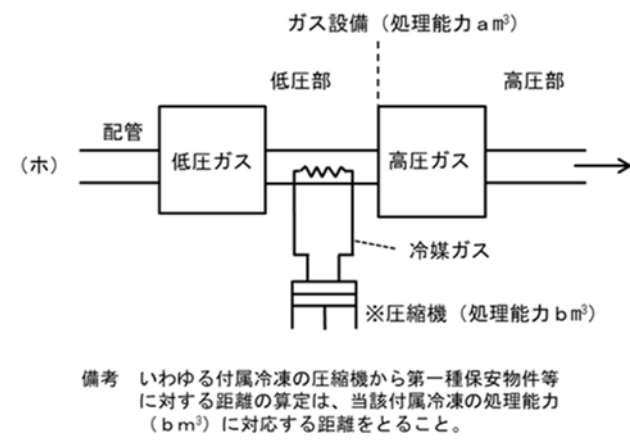 ガス設備（処理能力ａｍ³）
低圧部
高圧部
配管
（ホ）
低圧ガス
高圧ガス
冷媒ガス
※圧縮機（処理能力ｂｍ³）
備考　いわゆる付属冷凍の圧縮機から第一種保安物件等
に対する距離の算定は、当該付属冷凍の処理能力
（ｂｍ³）に対応する距離をとること。